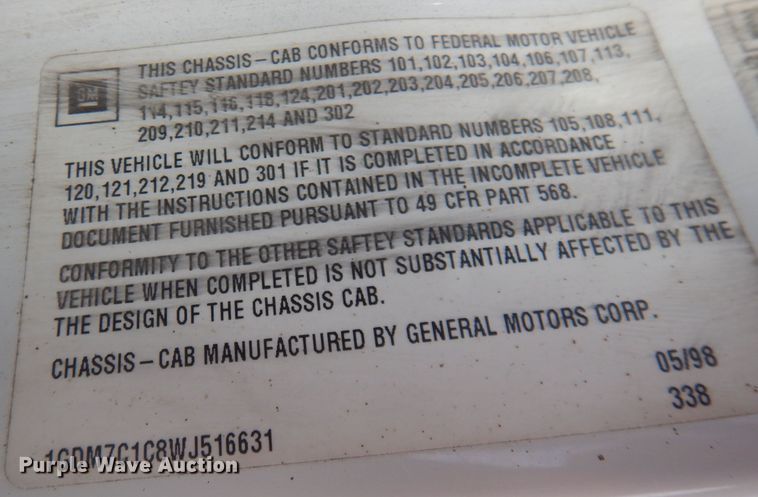 THIS CHASSIS-CAB CONFORMS TO FEDERAL MOTOR VEHICLE
SAFTEY STANDARD NUMBERS 101,102,103,104,106,107,113,
114,115,116,118,124,201,202,203,204,205,206,207,208,
209,210,211,214 AND 302
GM
THIS VEHICLE WILL CONFORM TO STANDARD NUMBERS 105,108,111,
120,121,212,219 AND 301 IF IT IS COMPLETED IN ACCORDANCE
WITH THE INSTRUCTIONS CONTAINED IN THE INCOMPLETE VEHICLE
DOCUMENT FURNISHED PURSUANT TO 49 CFR PART 568.
CONFORMITY TO THE OTHER SAFTEY STANDARDS APPLICABLE TO THIS
VEHICLE WHEN COMPLETED IS NOT SUBSTANTIALLY AFFECTED BY THE
THE DESIGN OF THE CHASSIS CAB.
CHASSIS-CAB MANUFACTURED BY GENERAL MOTORS CORP.
05/98
338
1GDM7C1C8WJ516631
Purple Wave Auction